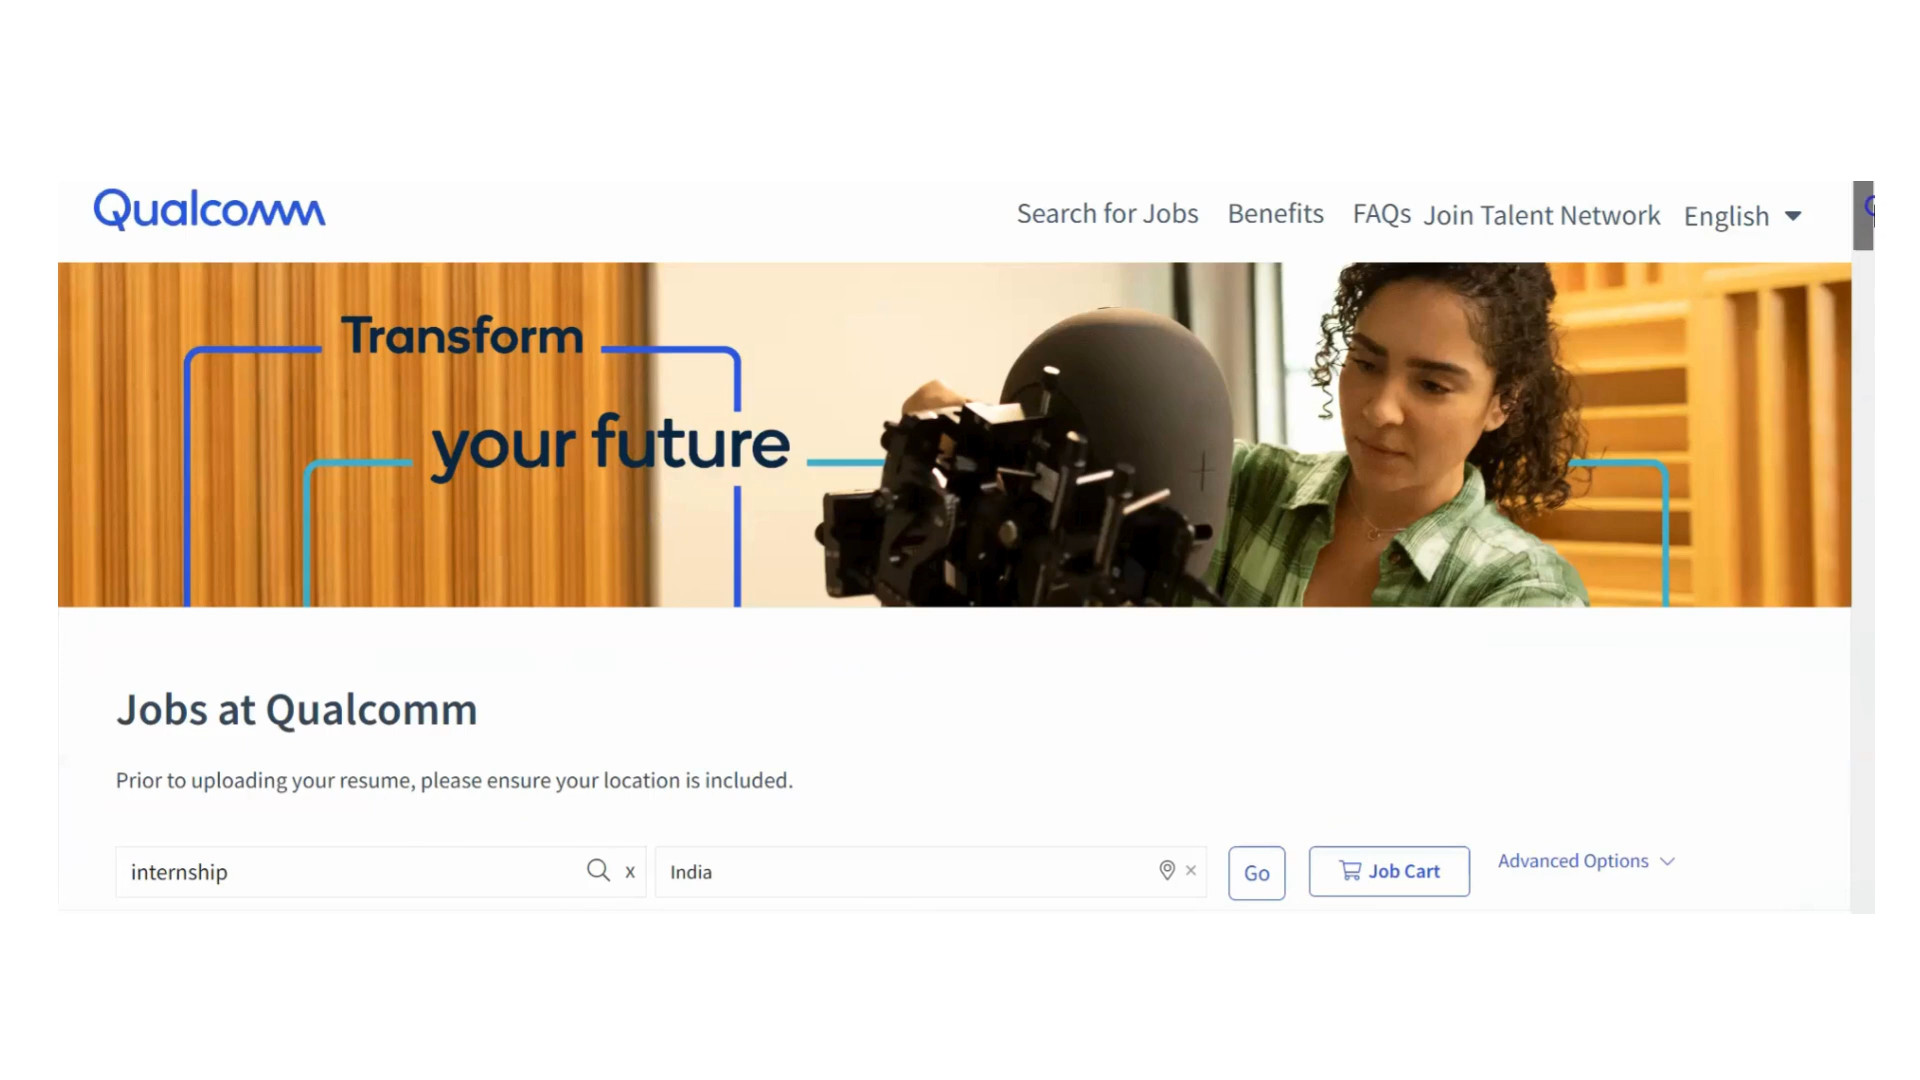 Qualcomm
Search for Jobs Benefits FAQs Join Talent Network English
Transform
your future
Jobs at Qualcomm
Prior to uploading your resume, please ensure your location is included.
internship x India × Go Job Cart Advanced Options